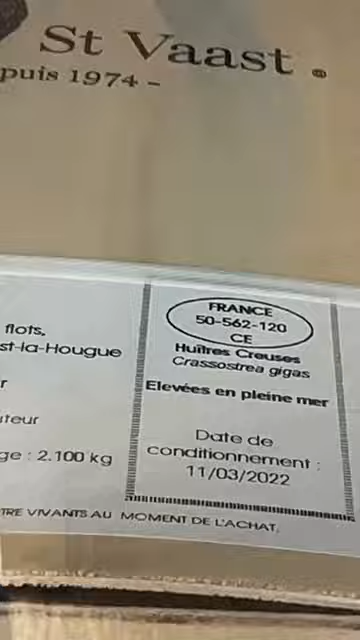 St Vaast ®
puis 1974 -
flots,
st-la-Hougue
r
teur
ge : 2.100 kg
FRANCE
50-562-120
CE
Huîtres Creuses
Crassostrea gigas
Elevées en pleine mer
Date de
conditionnement :
11/03/2022
TRE VIVANTS AU MOMENT DE L'ACHAT.